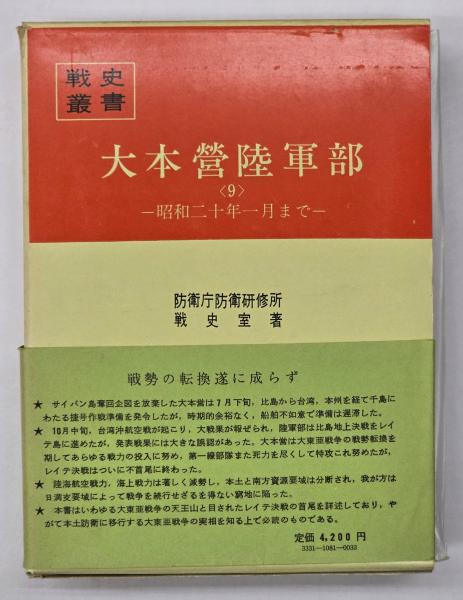 戦史
叢書
大本營陸軍部
〈9〉
―昭和二十年一月まで―
防衛庁防衛研修所
戦史室著
戦勢の転換遂に成らず
★ サイパン島奪回企図を放棄した大本営は7月下旬，比島から台湾，本州を経て千島に
わたる捷号作戦準備を発令したが，時期的余裕なく，船舶不如意で準備は遅滞した。
★ 10月中旬，台湾沖航空戦が起こり，大戦果が報ぜられ，陸軍部は比島地上決戦をレイ
テ島に進めたが，発表戦果には大きな誤認があった。大本営は大東亜戦争の戦勢転換を
期してあらゆる戦力の投入に努め，第一線部隊また死力を尽くして特攻これ努めたが，
レイテ決戦はついに不首尾に終わった。
★ 陸海航空戦力，海上戦力は著しく減勢し，本土と南方資源要域は分断され，我が方は
日満支要域によって戦争を続行せざるを得ない窮地に陥った。
★ 本書はいわゆる大東亜戦争の天王山と目されたレイテ決戦の首尾を詳述しており，や
がて本土防衛に移行する大東亜戦争の実相を知る上で必読のものである。
定価 4,200円
3331―1081―0033